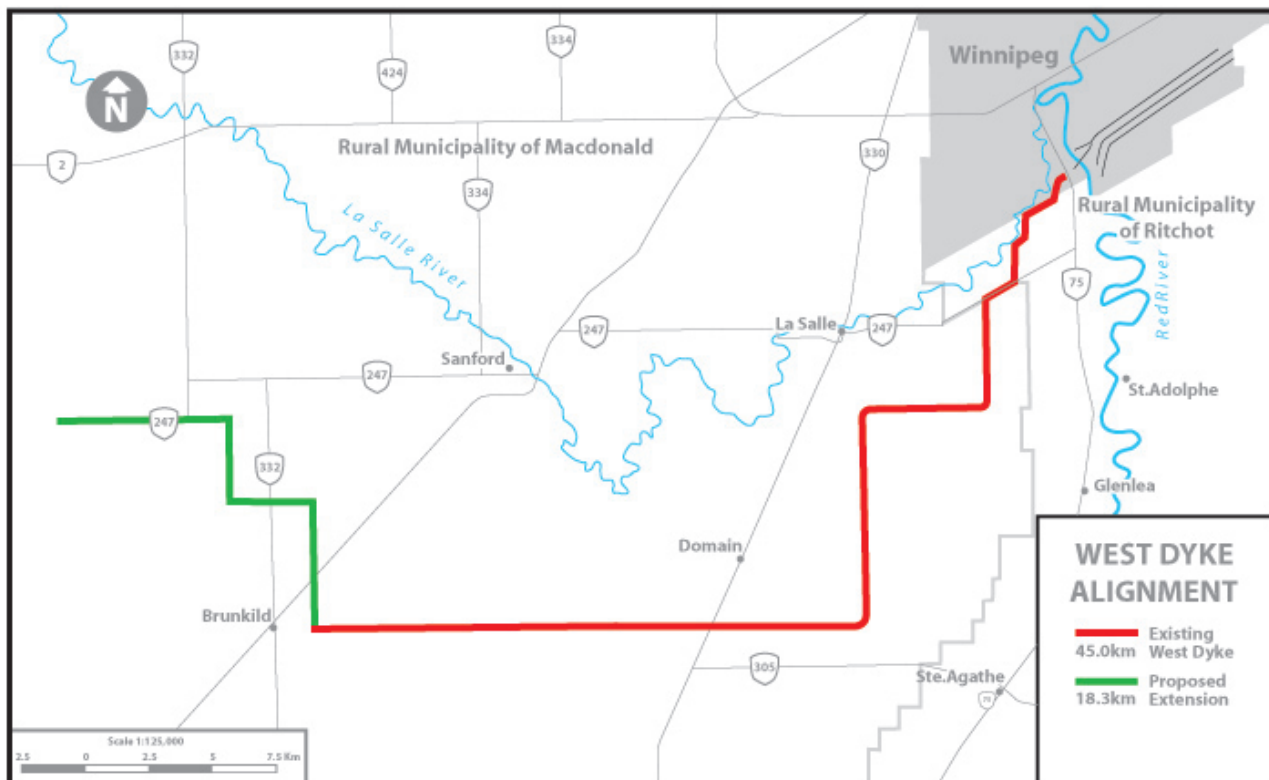 332
334
424
Winnipeg
N
Rural Municipality of Macdonald
2
330
334
La Salle River
Rural Municipality
of Ritchot
RedRiver
75
La Salle
247
247
Sanford
247
St.Adolphe
247
332
Glenlea
Domain
Brunkild
305
Ste.Agathe
WEST DYKE
ALIGNMENT
Existing
45.0km West Dyke
Proposed
18.3km Extension
Scale 1:125,000
2.5 0 2.5 5 7.5 Km